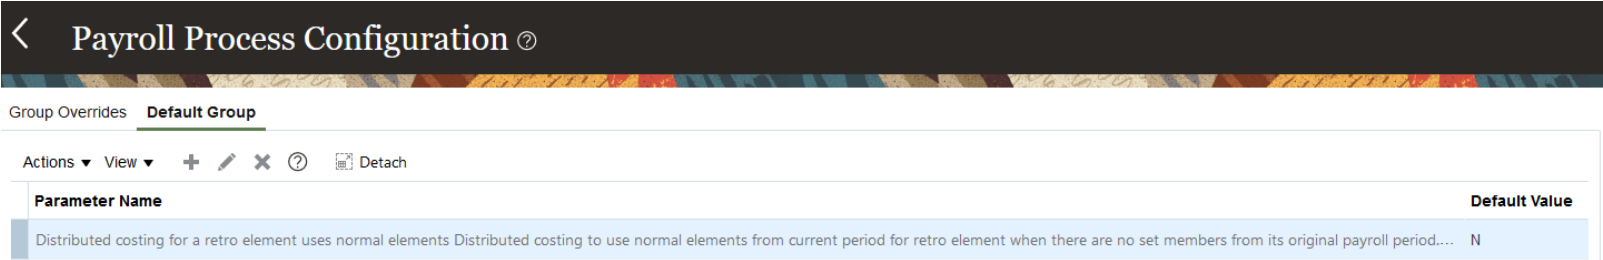 Payroll Process Configuration
Group Overrides Default Group
Actions View Detach
Parameter Name Default Value
Distributed costing for a retro element uses normal elements Distributed costing to use normal elements from current period for retro element when there are no set members from its original payroll period.... N